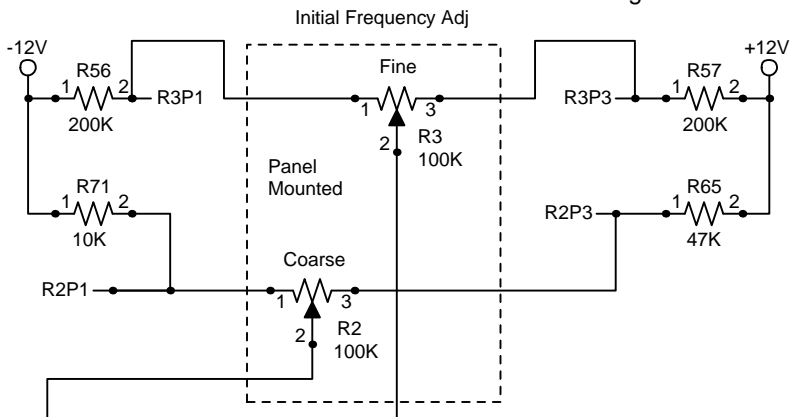 Initial Frequency Adj
-12V
+12V
R56
Fine
R57
1
2
R3P1
1
3
R3P3
1
2
200K
2
R3
100K
200K
Panel
Mounted
R71
R65
1
2
R2P3
1
2
10K
47K
Coarse
R2P1
1
3
2
R2
100K